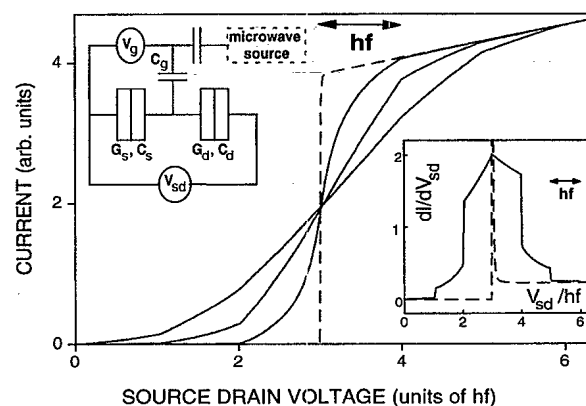 V_g
C_g
microwave
source
hf
G_s, C_s
G_d, C_d
V_sd
4
2
0
CURRENT (arb. units)
0
2
4
6
SOURCE DRAIN VOLTAGE (units of hf)
2
1
0
dI/dV_sd
hf
V_sd/hf
0
2
4
6